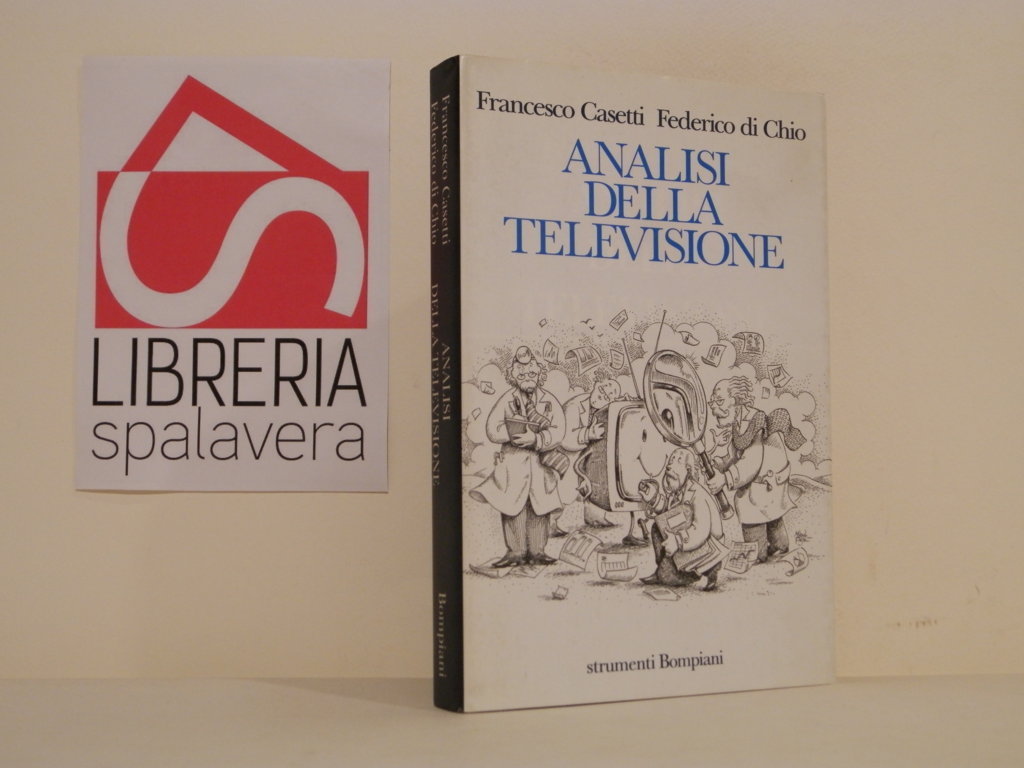 LIBRERIA
spalavera
Francesco Casetti
Federico di Chio
ANALISI
DELLA TELEVISIONE
Bompiani
Francesco Casetti Federico di Chio
ANALISI
DELLA
TELEVISIONE
strumenti Bompiani